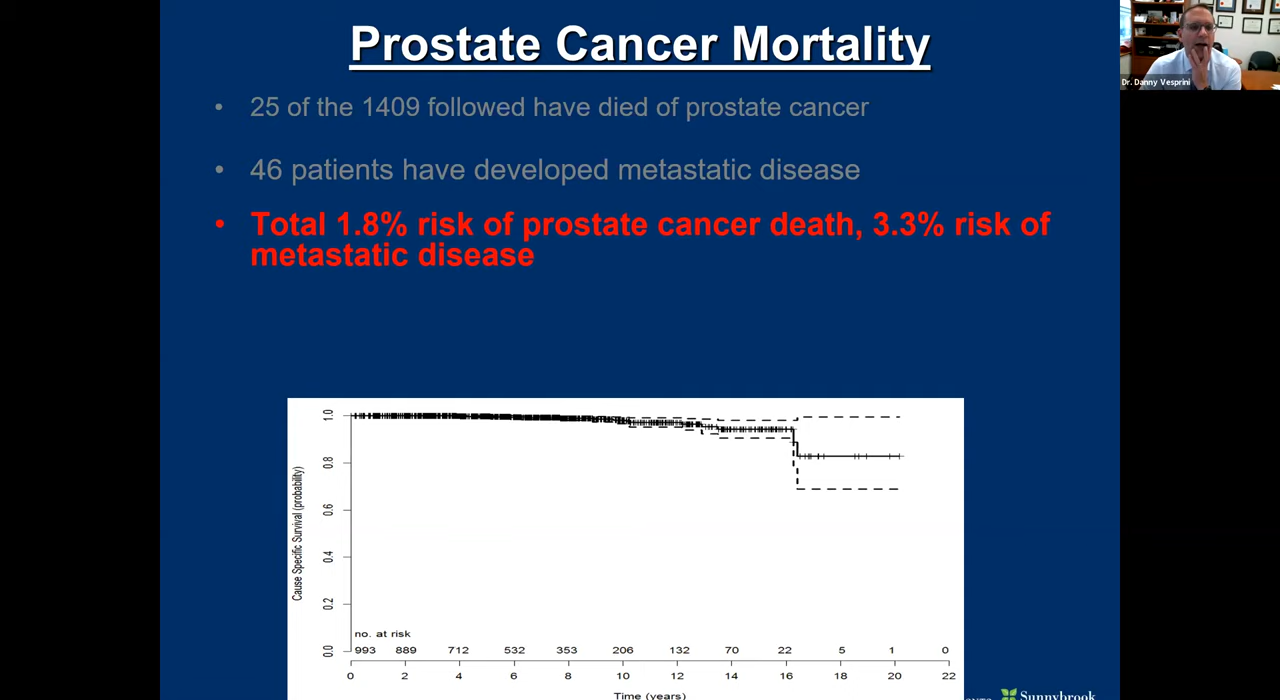 Prostate Cancer Mortality
Dr. Danny Vesprini
• 25 of the 1409 followed have died of prostate cancer
• 46 patients have developed metastatic disease
• Total 1.8% risk of prostate cancer death, 3.3% risk of
metastatic disease
Cause Specific Survival (probability)
1.0
0.8
0.6
0.4
0.2
0.0
no. at risk
993 889 712 532 353 206 132 70 22 5 1 0
0 2 4 6 8 10 12 14 16 18 20 22
Time (years)
Sunnybrook